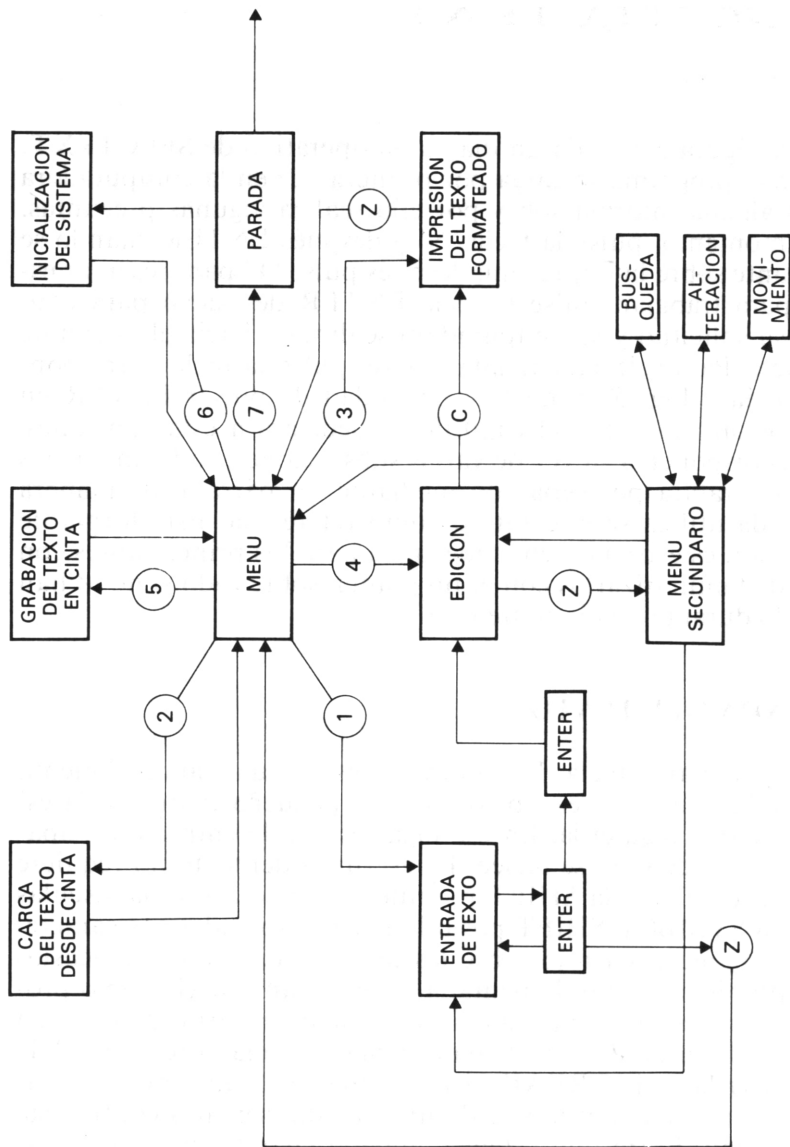 CARGA
DEL TEXTO
DESDE CINTA
2
GRABACION
DEL TEXTO
EN CINTA
5
INICIALIZACION
DEL SISTEMA
6
MENU
7
PARADA
Z
3
1
4
ENTRADA
DE TEXTO
ENTER
ENTER
EDICION
C
IMPRESION
DEL TEXTO
FORMATEADO
Z
Z
MENU
SECUNDARIO
BUS-
QUEDA
AL-
TERACION
MOVI-
MIENTO